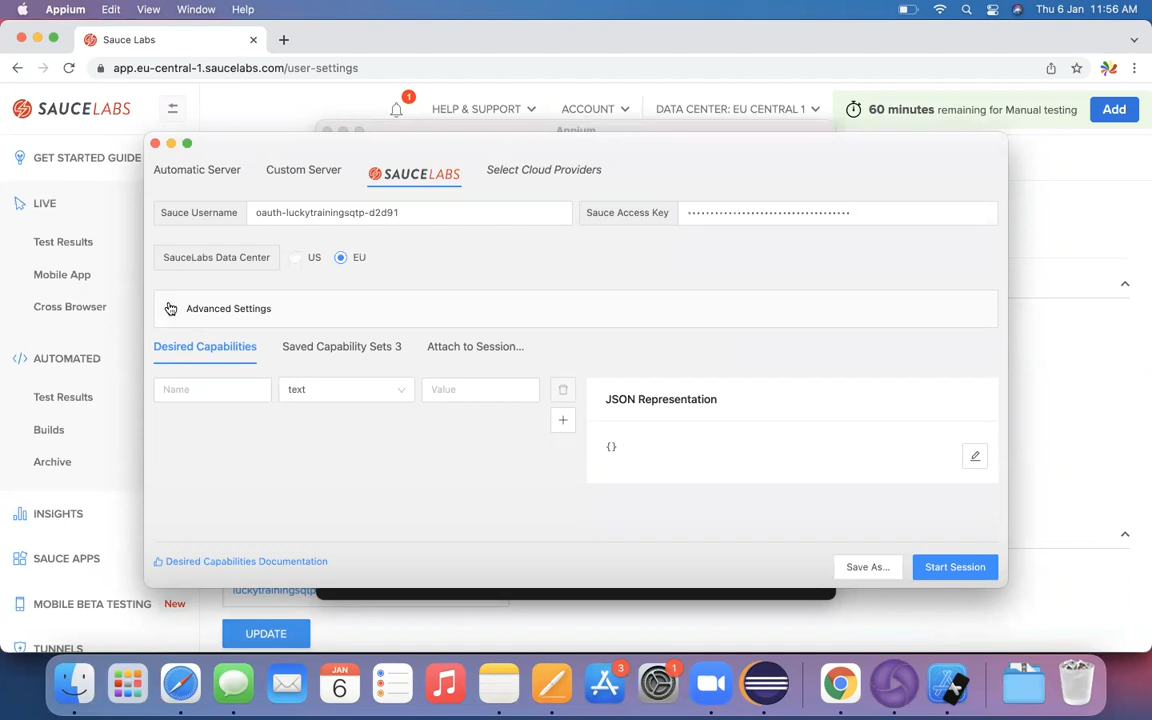 Appium Edit View Window Help Thu 6 Jan 11:56 AM
Sauce Labs
app.eu-central-1.saucelabs.com/user-settings
SAUCELABS
1
HELP & SUPPORT
ACCOUNT
DATA CENTER: EU CENTRAL 1
60 minutes remaining for Manual testing
Add
Appium
GET STARTED GUIDE
LIVE
Test Results
Mobile App
Cross Browser
AUTOMATED
Test Results
Builds
Archive
INSIGHTS
SAUCE APPS
MOBILE BETA TESTING New
TUNNELS
Automatic Server
Custom Server
SAUCELABS
Select Cloud Providers
Sauce Username
oauth-luckytrainingsqtp-d2d91
Sauce Access Key
SauceLabs Data Center
US
EU
Advanced Settings
Desired Capabilities
Saved Capability Sets 3
Attach to Session...
Name
text
Value
JSON Representation
{}
Desired Capabilities Documentation
Save As...
Start Session
luckytrainingsqtp
UPDATE
JAN
6
3
1